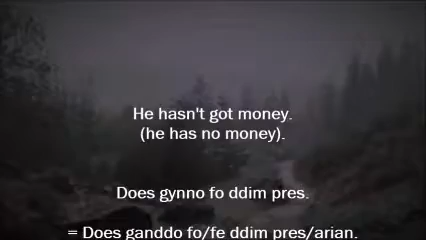 He hasn't got money.
(he has no money).
Does gynno fo ddim pres.
= Does ganddo fo/fe ddim pres/arian.